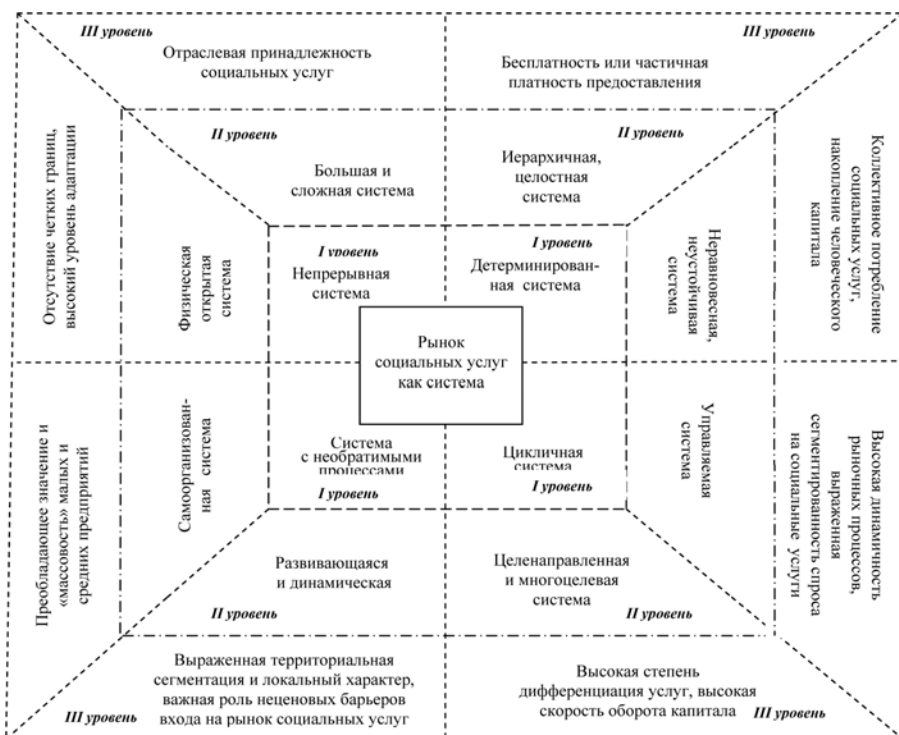 III уровень
III уровень
Отраслевая принадлежность
социальных услуг
Бесплатность или частичная
платность предоставления
II уровень
II уровень
Большая и
сложная система
Иерархичная,
целостная
система
Отсутствие четких границ,
высокий уровень адаптации
Физическая
открытая
система
I уровень
Непрерывная
система
I уровень
Детерминирован-
ная система
Неравновесная,
неустойчивая
система
Коллективное потребление
социальных услуг,
накопление человеческого
капитала
Рынок
социальных услуг
как система
Преобладающее значение и
«массовость» малых и
средних предприятий
Самоорганизован-
ная система
Система
с необратимыми
процессами
I уровень
Цикличная
система
I уровень
Управляемая
система
Высокая динамичность
рыночных процессов,
выраженная
сегментированность спроса
на социальные услуги
Развивающаяся
и динамическая
Целенаправленная
и многоцелевая
система
II уровень
II уровень
Выраженная территориальная
сегментация и локальный характер,
важная роль неценовых барьеров
входа на рынок социальных услуг
Высокая степень
дифференциация услуг, высокая
скорость оборота капитала
III уровень
III уровень